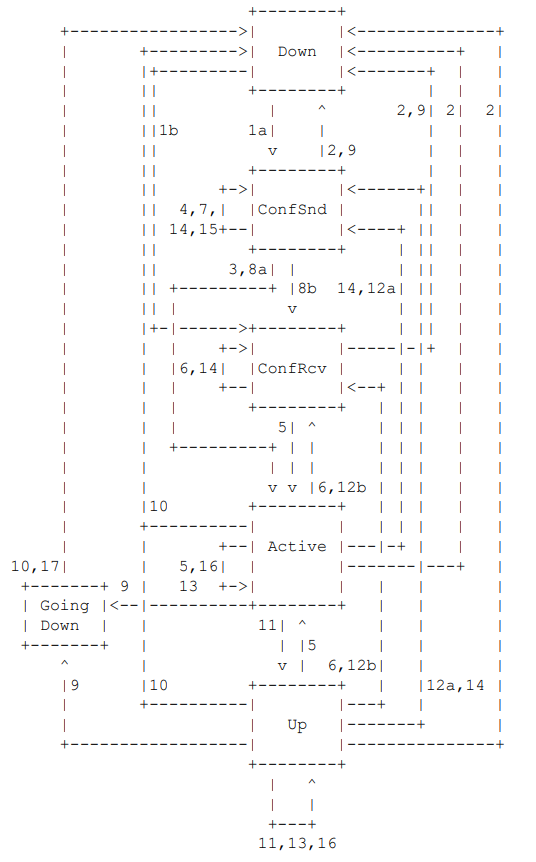 Down
2,9 2 2
1b 1a
2,9
4,7, ConfSnd
14,15
3,8a
8b 14,12a
6,14 ConfRcv
5
6,12b
10
Active
10,17 5,16
9 13
Going
Down 11
5
6,12b
9 10 12a,14
Up
11,13,16